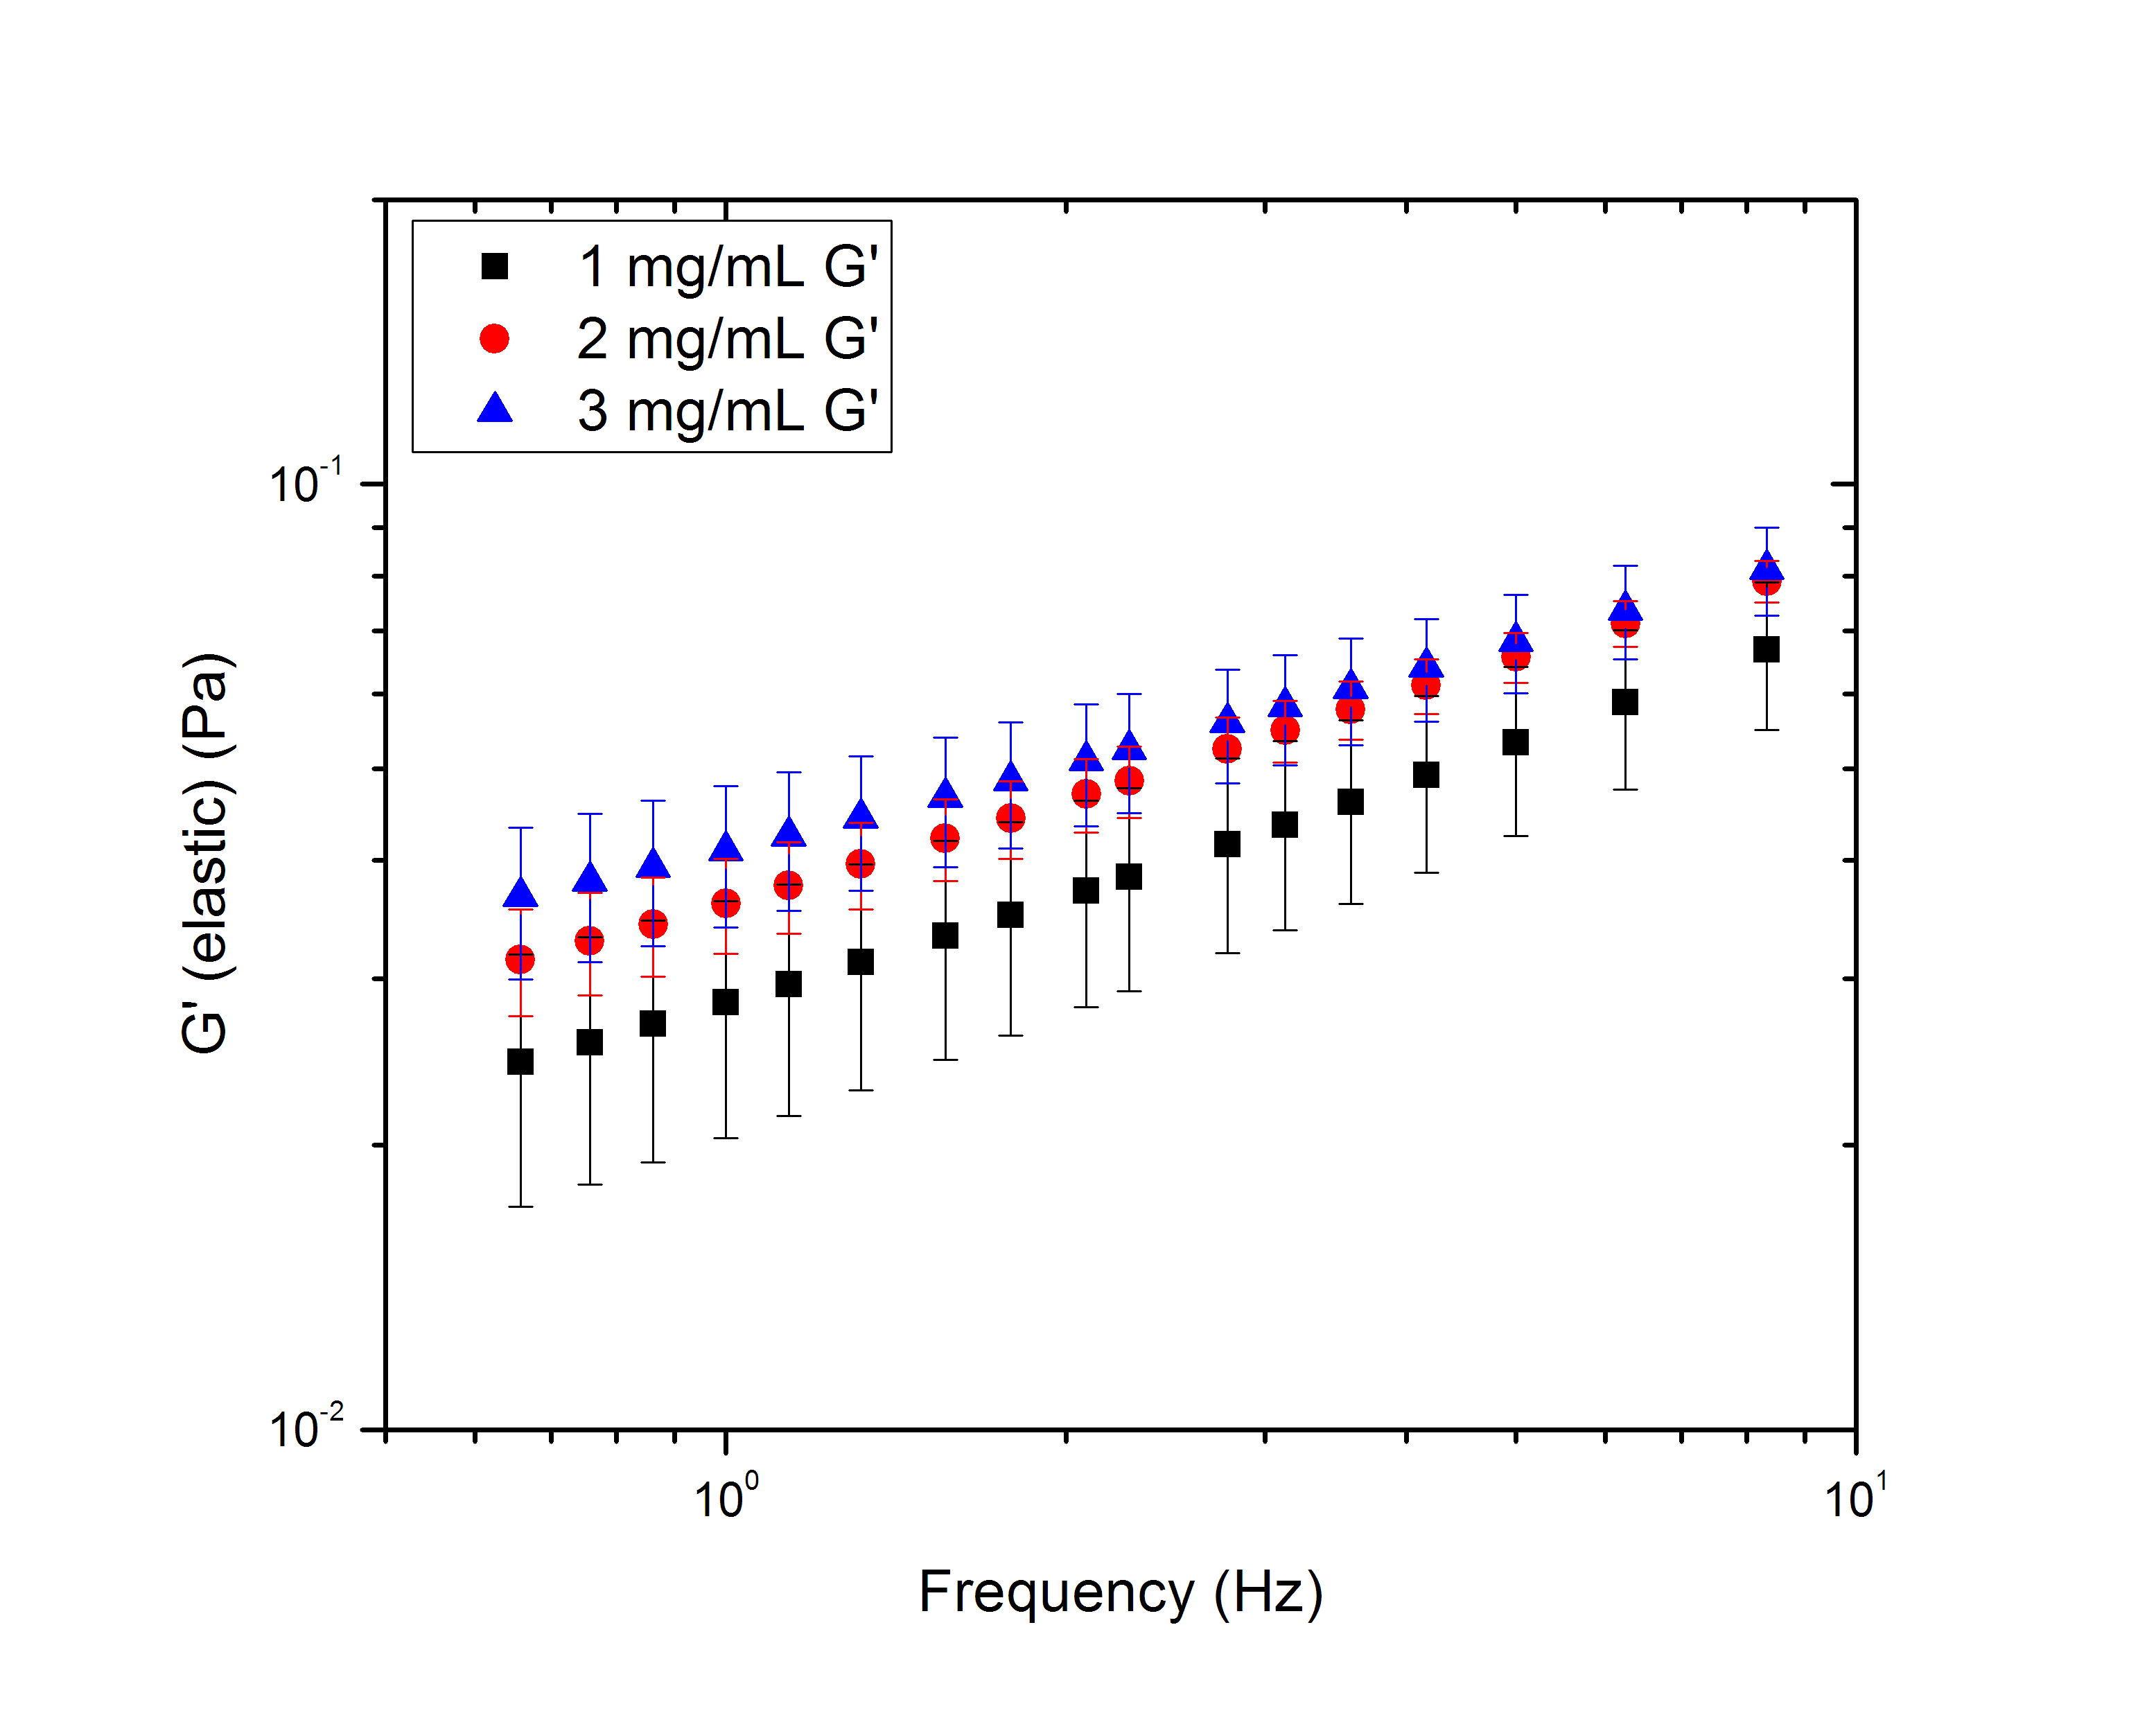 1 mg/mL G'
2 mg/mL G'
3 mg/mL G'
10⁻¹
G' (elastic) (Pa)
10⁻²
10⁰
10¹
Frequency (Hz)